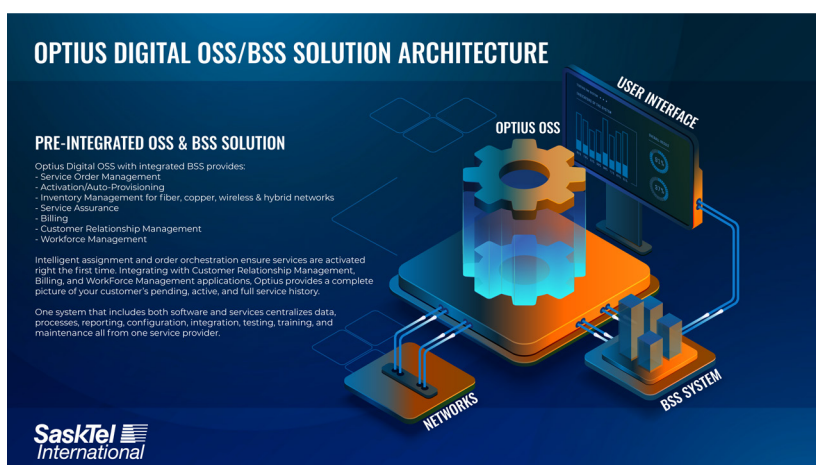 OPTIUS DIGITAL OSS/BSS SOLUTION ARCHITECTURE
USER INTERFACE
OPTIUS OSS
PRE-INTEGRATED OSS & BSS SOLUTION
Optius Digital OSS with integrated BSS provides:
- Service Order Management
- Activation/Auto-Provisioning
- Inventory Management for fiber, copper, wireless & hybrid networks
- Service Assurance
- Billing
- Customer Relationship Management
- Workforce Management
Intelligent assignment and order orchestration ensure services are activated
right the first time. Integrating with Customer Relationship Management,
Billing, and WorkForce Management applications, Optius provides a complete
picture of your customer's pending, active, and full service history.
One system that includes both software and services centralizes data,
processes, reporting, configuration, integration, testing, training, and
maintenance all from one service provider.
NETWORKS
BSS SYSTEM
SaskTel
International